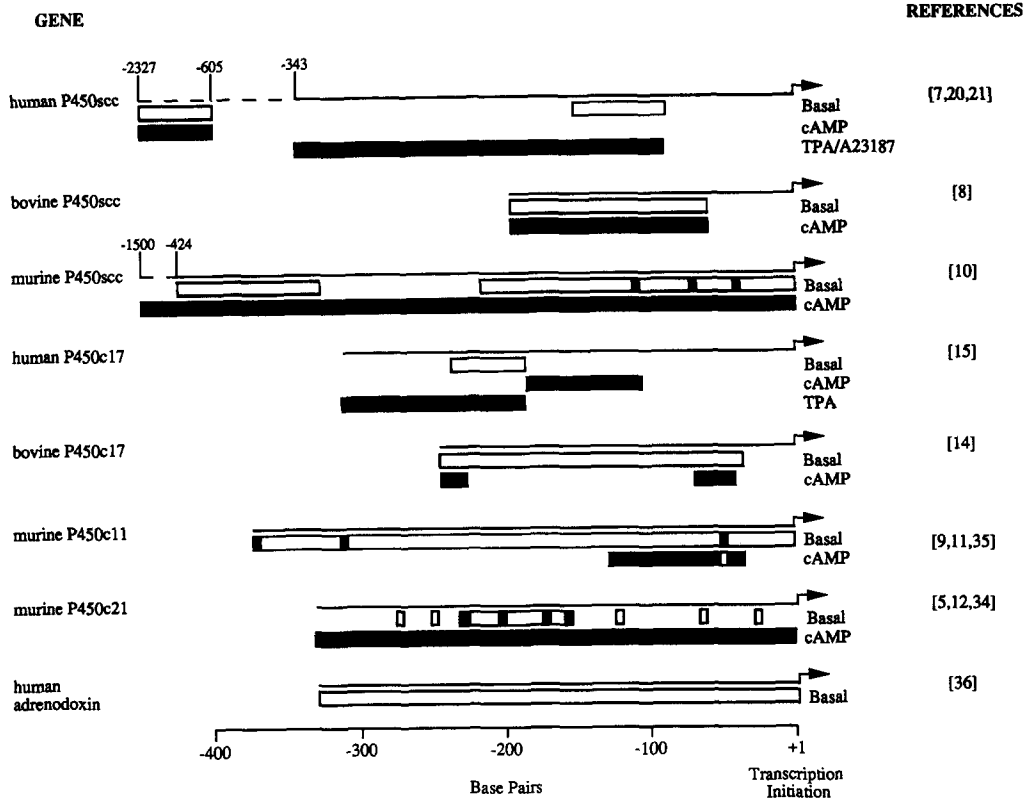 GENE
REFERENCES
-2327
-605
-343
human P450scc
Basal
cAMP
TPA/A23187
[7,20,21]
bovine P450scc
Basal
cAMP
[8]
-1500
-424
murine P450scc
Basal
cAMP
[10]
human P450c17
Basal
cAMP
TPA
[15]
bovine P450c17
Basal
cAMP
[14]
murine P450c11
Basal
cAMP
[9,11,35]
murine P450c21
Basal
cAMP
[5,12,34]
human
adrenodoxin
Basal
[36]
-400
-300
-200
-100
+1
Base Pairs
Transcription
Initiation